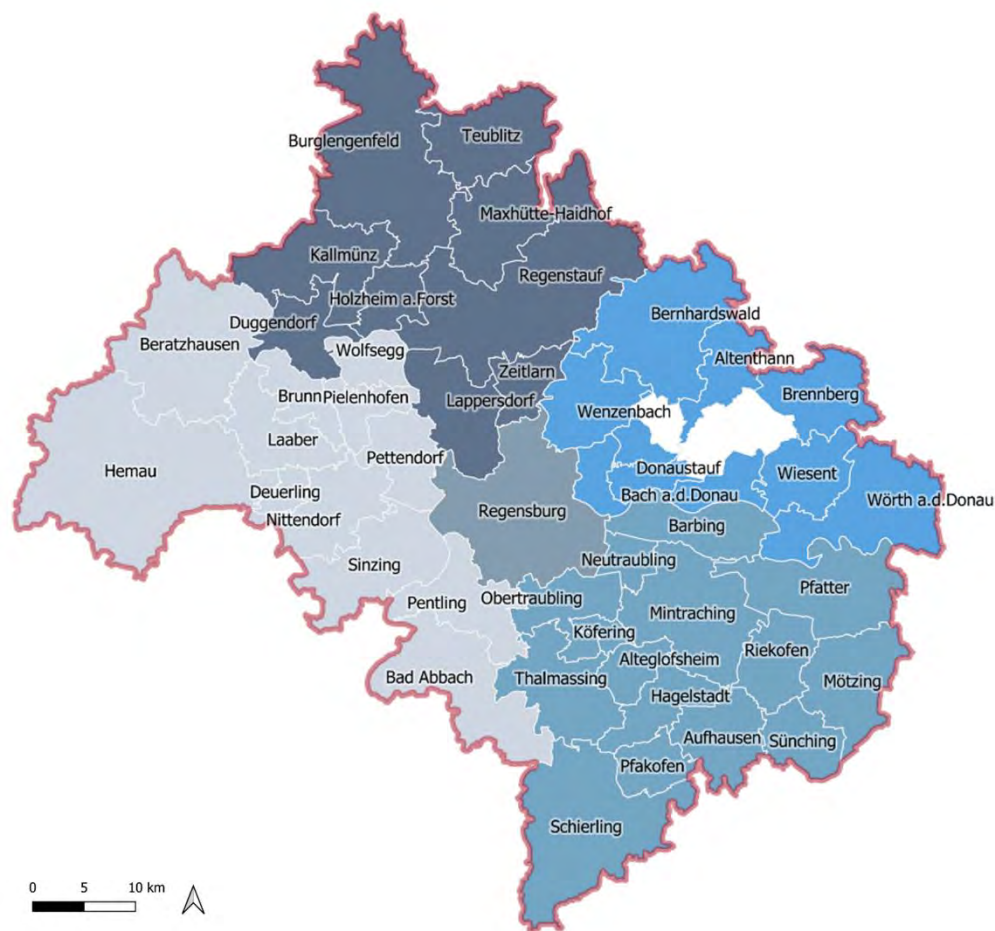 Teublitz
Burglengenfeld
Maxhütte-Haidhof
Kallmünz
Regenstauf
Holzheim a.Forst
Bernhardswald
Duggendorf
Beratzhausen
Wolfsegg
Altenthann
Zeitlarn
Brunn
Pielenhofen
Lappersdorf
Brennberg
Wenzenbach
Laaber
Pettendorf
Hemau
Donaustauf
Wiesent
Deuerling
Bach a.d.Donau
Wörth a.d.Donau
Regensburg
Nittendorf
Barbing
Sinzing
Neutraubling
Pfatter
Obertraubling
Pentling
Mintraching
Köfering
Riekofen
Alteglofsheim
Bad Abbach
Thalmassing
Mötzing
Hagelstadt
Aufhausen
Sünching
Pfakofen
Schierling
0 5 10 km